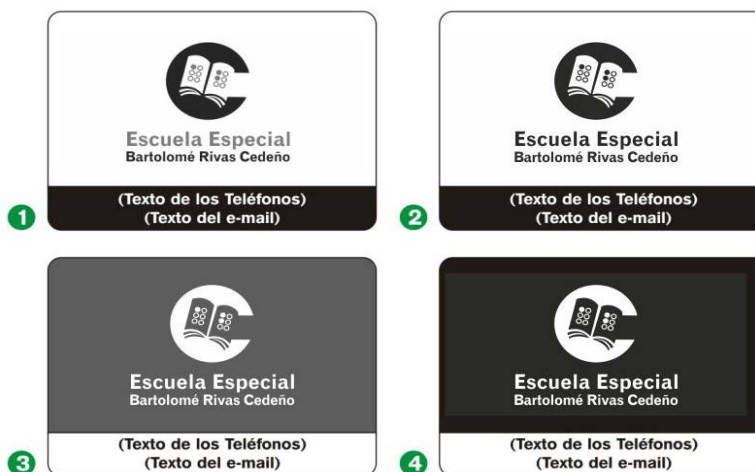 Escuela Especial
Bartolomé Rivas Cedeño
(Texto de los Teléfonos)
(Texto del e-mail)
1
Escuela Especial
Bartolomé Rivas Cedeño
(Texto de los Teléfonos)
(Texto del e-mail)
2
Escuela Especial
Bartolomé Rivas Cedeño
(Texto de los Teléfonos)
(Texto del e-mail)
3
Escuela Especial
Bartolomé Rivas Cedeño
(Texto de los Teléfonos)
(Texto del e-mail)
4